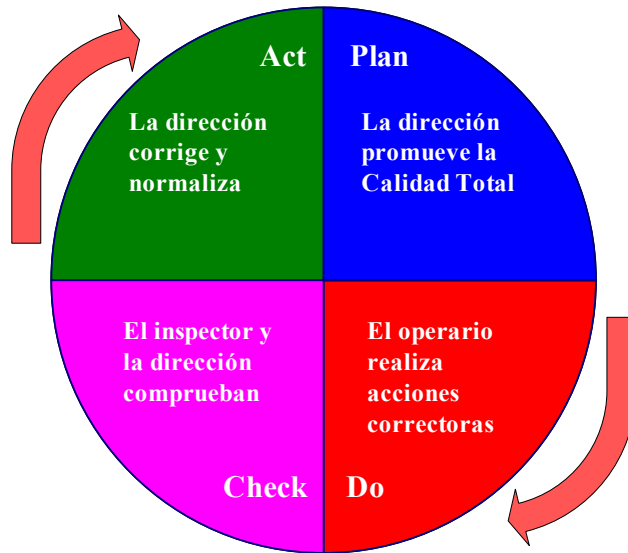 Act
Plan
La dirección
corrige y
normaliza
La dirección
promueve la
Calidad Total
El inspector y
la dirección
comprueban
El operario
realiza
acciones
correctoras
Check
Do